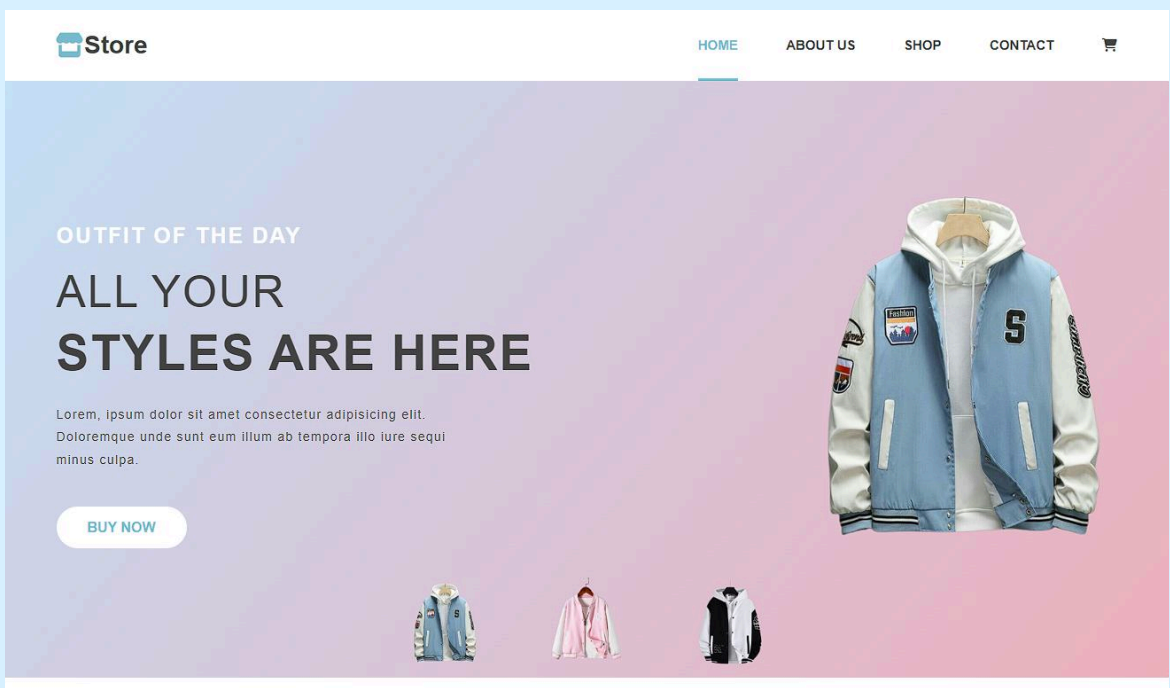 Store
HOME ABOUT US SHOP CONTACT
OUTFIT OF THE DAY
ALL YOUR
STYLES ARE HERE
Fashion
S
Lorem, ipsum dolor sit amet consectetur adipisicing elit.
Doloremque unde sunt eum illum ab tempora illo iure sequi
minus culpa.
BUY NOW
S